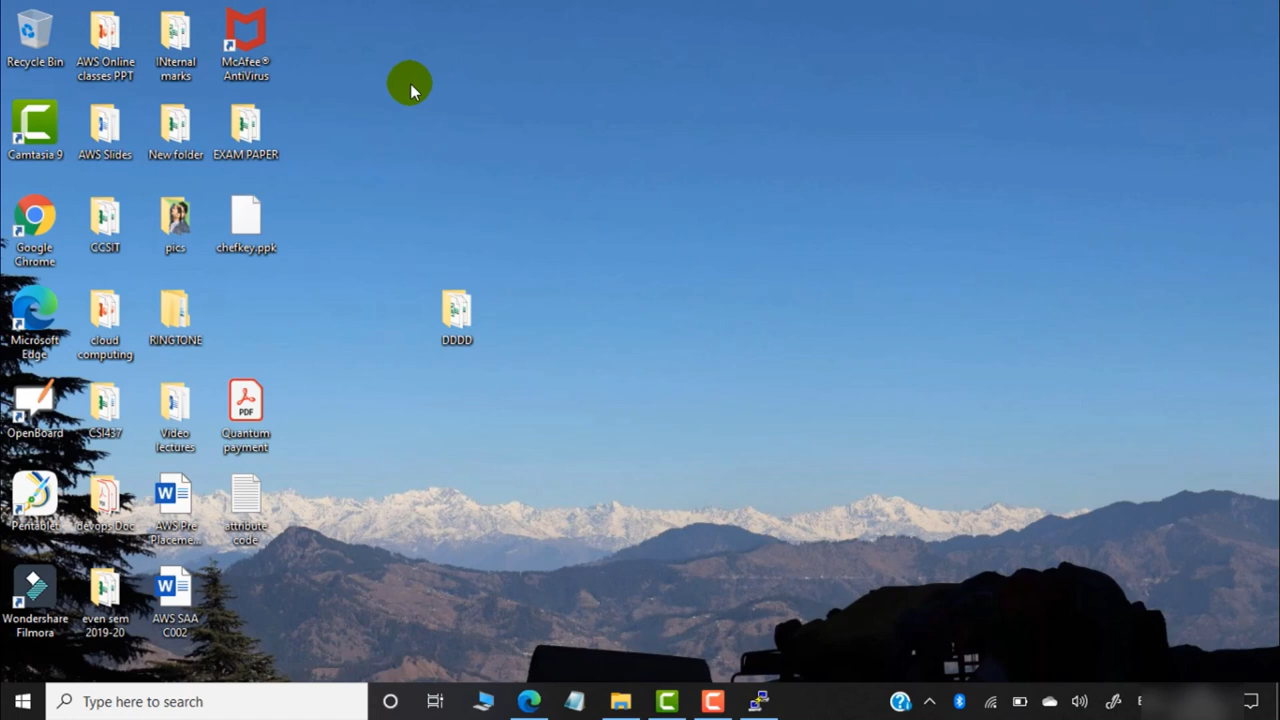 Recycle Bin
AWS Online
classes PPT
INternal
marks
McAfee®
AntiVirus
Camtasia 9
AWS Slides
New folder
EXAM PAPER
Google
Chrome
CCSIT
pics
chefkey.ppk
Microsoft
Edge
cloud
computing
RINGTONE
DDDD
OpenBoard
CSI437
Video
lectures
PDF
Quantum
payment
Pentablet
devops Doc
W
AWS Pre
Placeme...
attribute
code
Wondershare
Filmora
even sem
2019-20
W
AWS SAA
C002
Type here to search